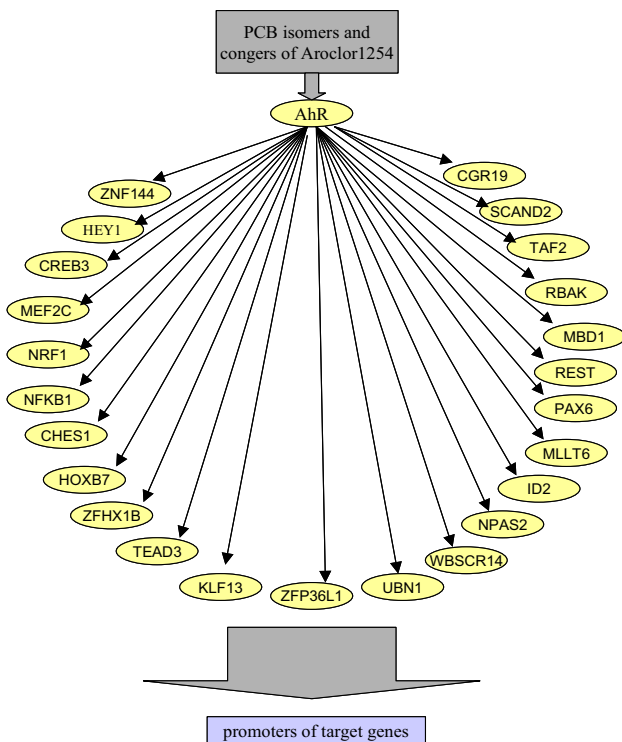 PCB isomers and
congers of Aroclor1254
AhR
ZNF144
HEY1
CREB3
MEF2C
NRF1
NFKB1
CHES1
HOXB7
ZFHX1B
TEAD3
KLF13
ZFP36L1
UBN1
WBSCR14
NPAS2
ID2
MLLT6
PAX6
REST
MBD1
RBAK
TAF2
SCAND2
CGR19
promoters of target genes